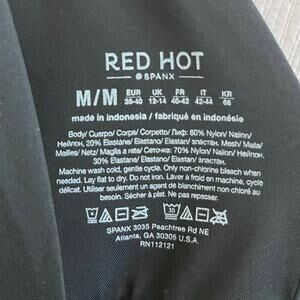 RED HOT
SPANX
M/M EUR 38-40 UK 12-14 FR 40-42 IT 42-44 KR 66
made in indonesia / fabriqué en indonésie
Body/Cuerpo/Corps/Corpetto/Лиф: 80% Nylon/Nailon/
Нейлон, 20% Elastane/Elastano/Elastan/эластан. Mesh/Malla/
Mailles/Netz/Maglia a rete/Сеточка: 70% Nylon/Nailon/Нейлон,
30% Elastane/Elastano/Elastan/эластан.
Machine wash cold, gentle cycle. Only non-chlorine bleach when
needed. Lay flat to dry. Do not iron. Laver à froid en machine, cycle
délicat. Utiliser seulement un agent de blanchiment non chloré
au besoin. Sécher à plat. Ne pas repasser.
30
SPANX 3035 Peachtree Rd NE
Atlanta, GA 30305 U.S.A.
RN112121